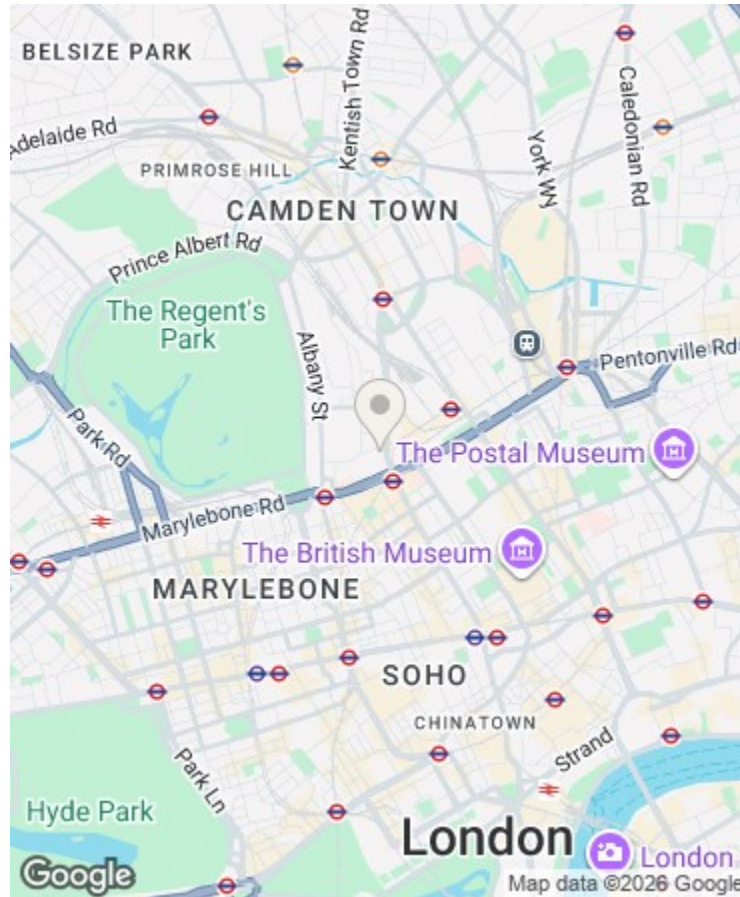 BELSIZE PARK
Kentish Town Rd
Caledonian Rd
Adelaide Rd
York WN
PRIMROSE HILL
CAMDEN TOWN
Prince Albert Rd
The Regent's
Park
Albany St
Pentonville Rd
Park Rd
The Postal Museum
Marylebone Rd
The British Museum
MARYLEBONE
SOHO
CHINATOWN
Strand
Park Ln
Hyde Park
London
London
Google
Map data ©2026 Google